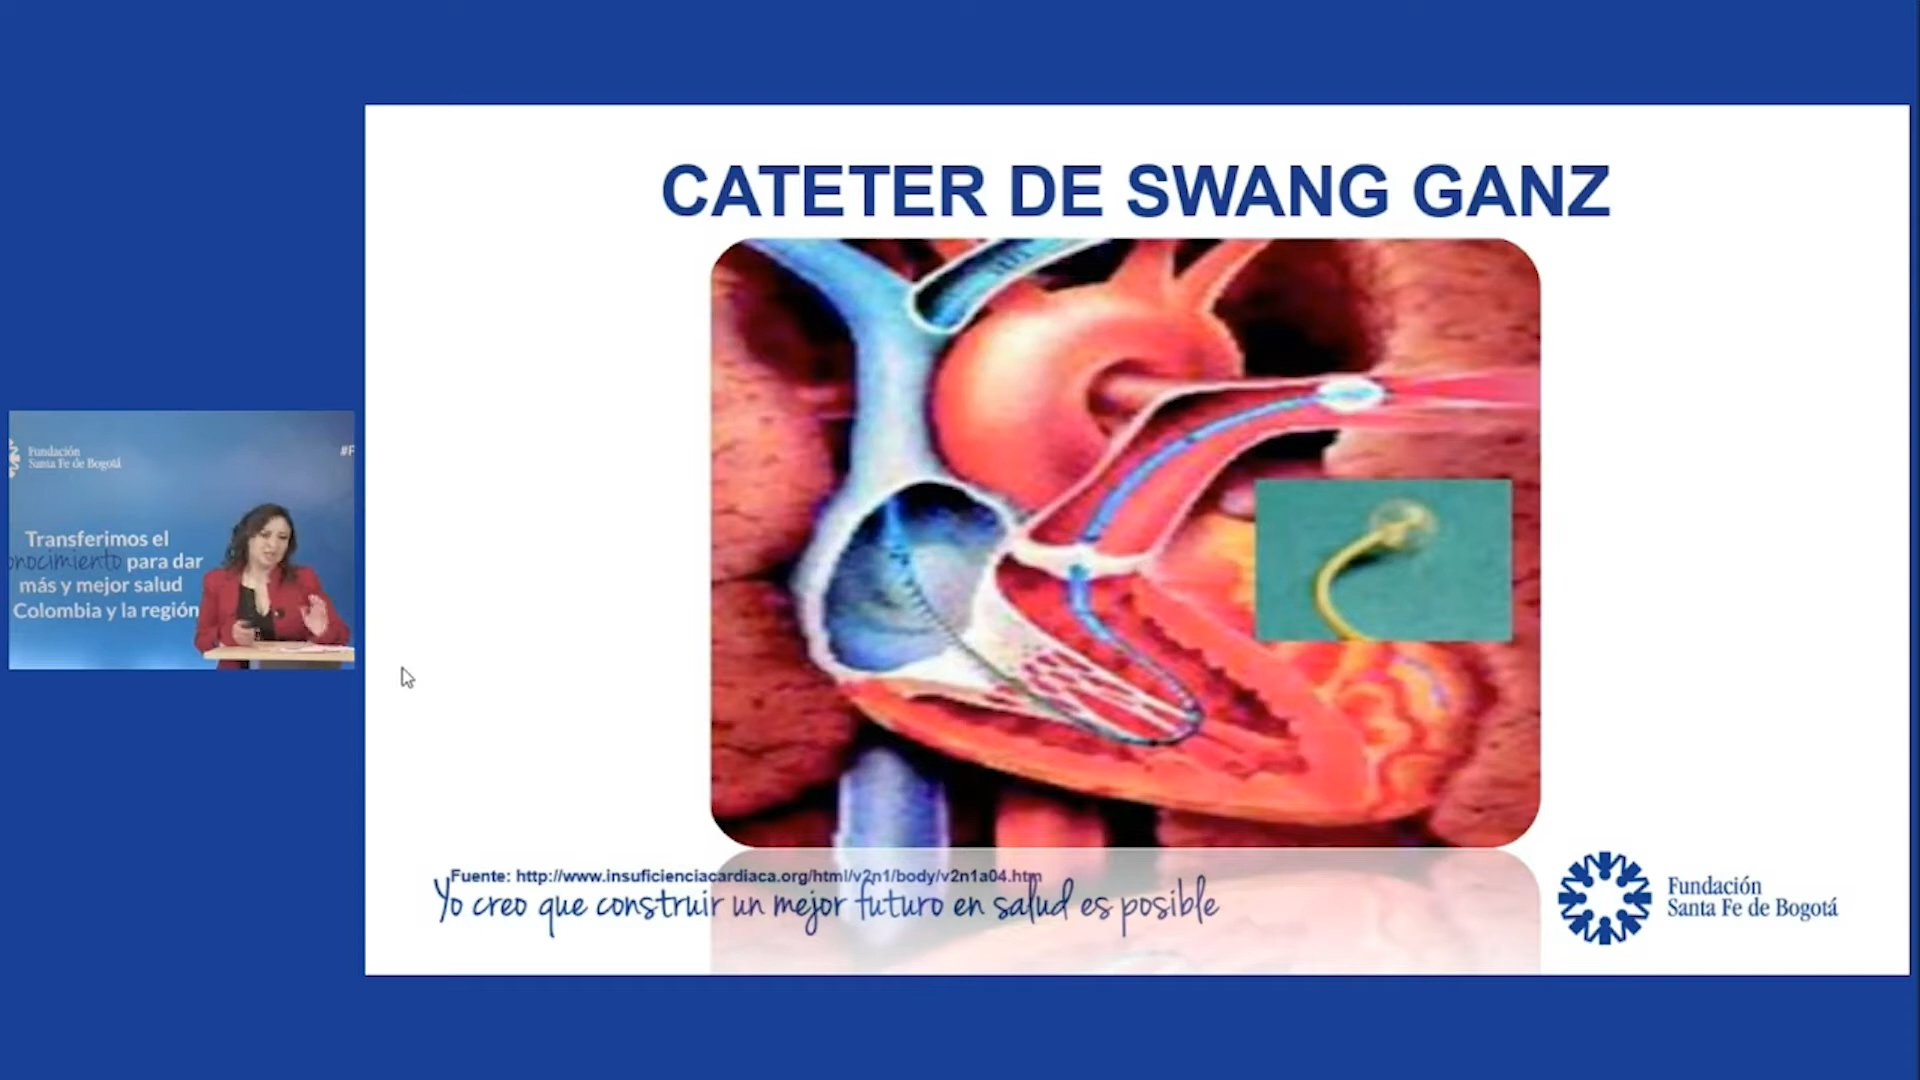 CATETER DE SWANG GANZ
Fundación
Santa Fe de Bogotá
#F
Transferimos el
onocimiento para dar
más y mejor salud
Colombia y la región
Fuente: http://www.insuficienciacardiaca.org/html/v2n1/body/v2n1a04.htm
Yo creo que construir un mejor futuro en salud es posible
Fundación
Santa Fe de Bogotá